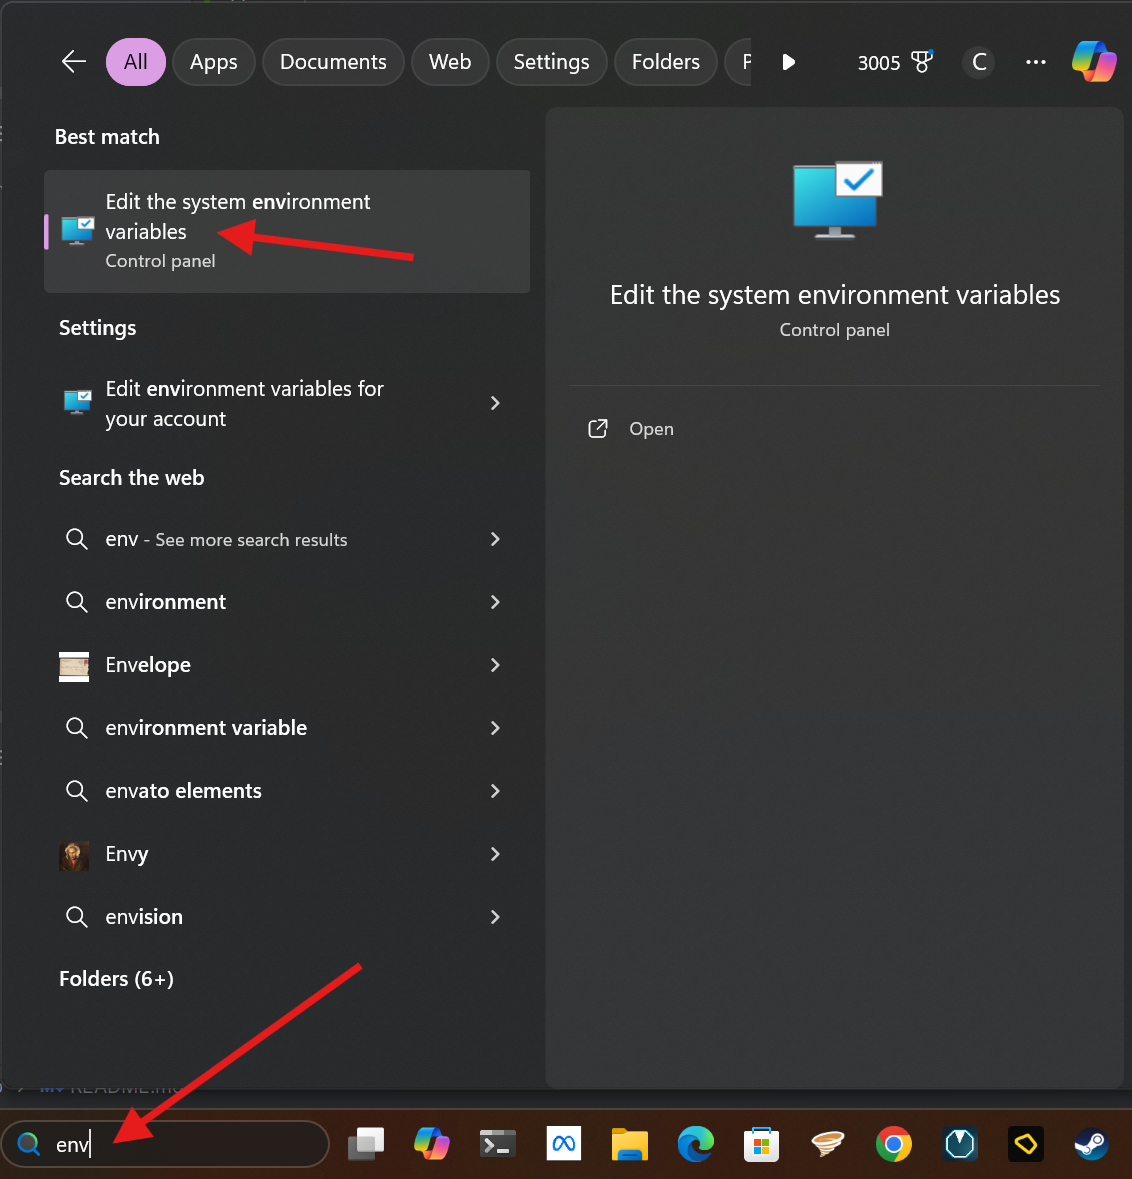 All
Apps
Documents
Web
Settings
Folders
P
3005
C
Best match
Edit the system environment
variables
Control panel
Settings
Edit environment variables for
your account
Search the web
env - See more search results
environment
Envelope
environment variable
envato elements
Envy
envision
Folders (6+)
Edit the system environment variables
Control panel
Open
env